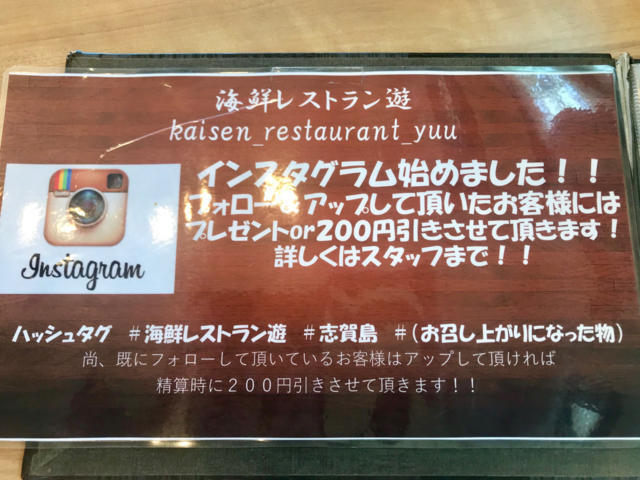 海鮮レストラン遊
kaisen_restaurant_yuu
インスタグラム始めました！！
フォロー& アップして頂いたお客様には
プレゼントor200円引きさせて頂きます！
詳しくはスタッフまで！！
Instagram
ハッシュタグ ＃海鮮レストラン遊 ＃志賀島 ＃（お召し上がりになった物）
尚、既にフォローして頂いているお客様はアップして頂ければ
精算時に２００円引きさせて頂きます！！